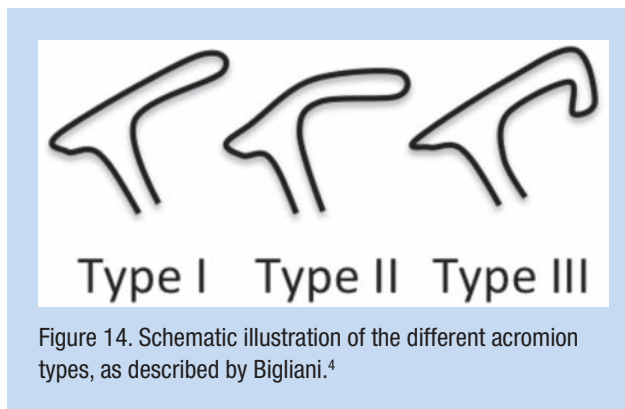 Type I Type II Type III
Figure 14. Schematic illustration of the different acromion
types, as described by Bigliani.⁴